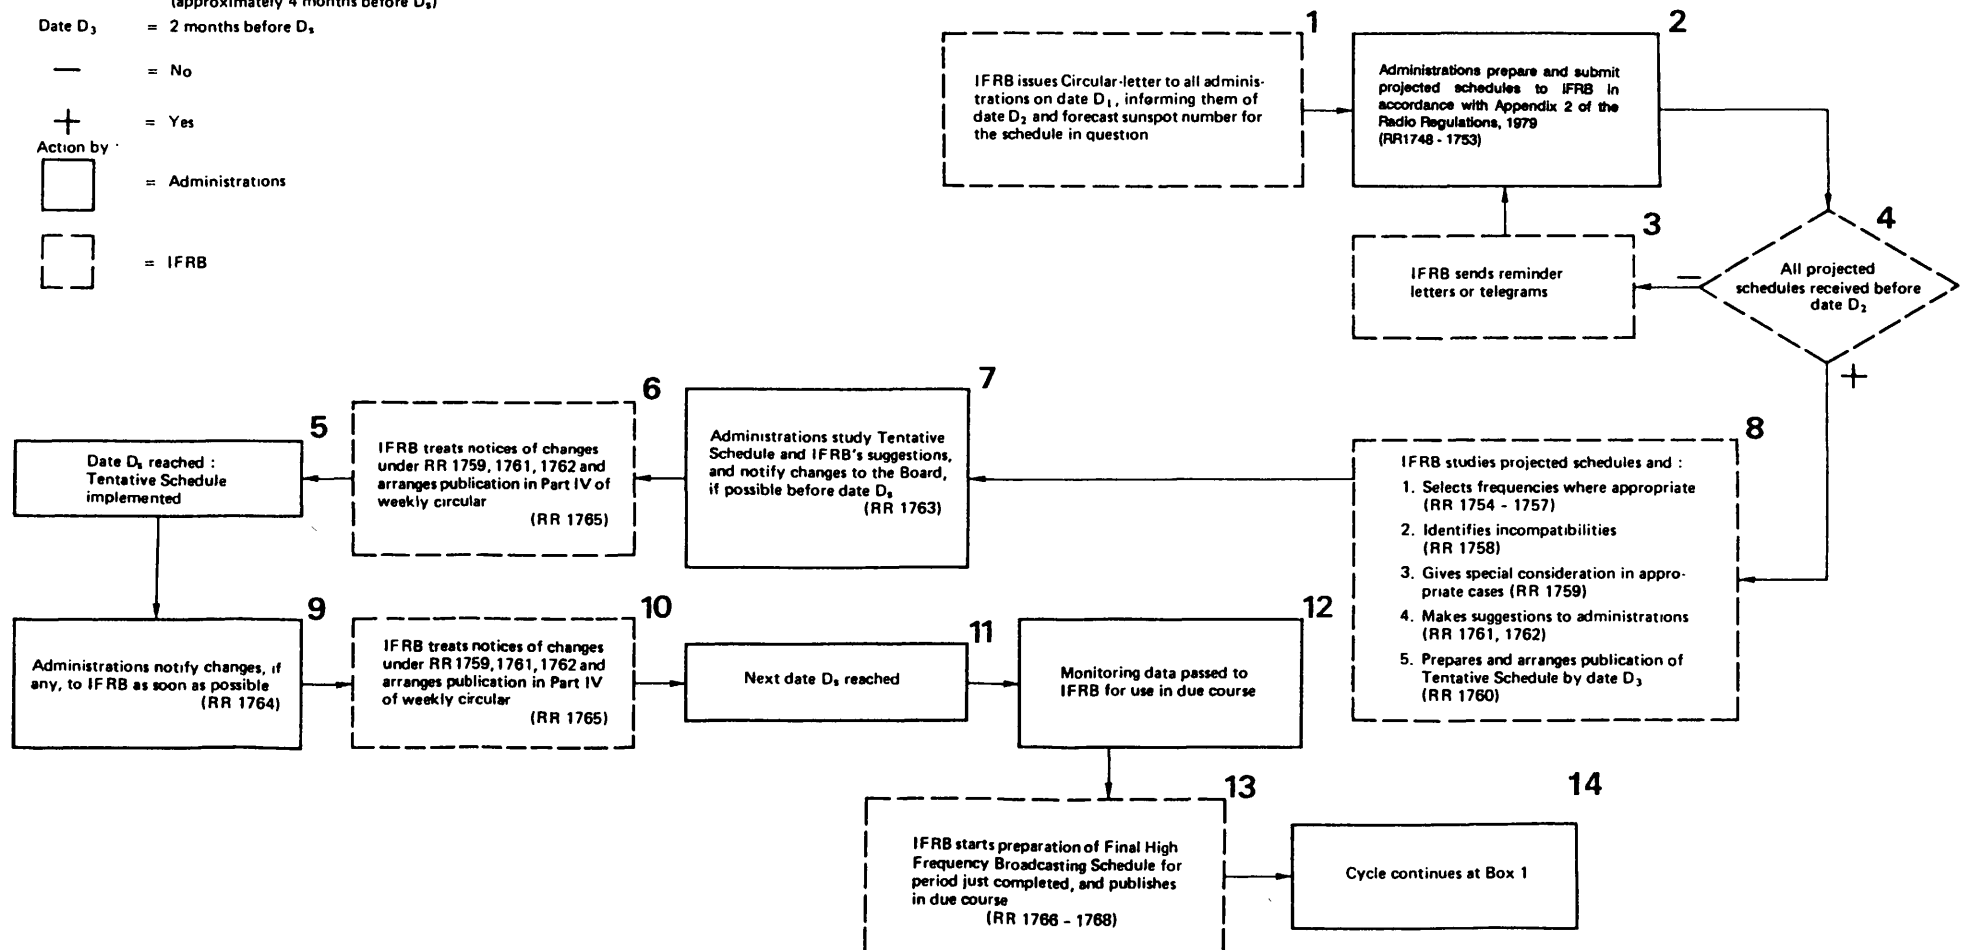 (approximately 4 months before Ds)
Date D3 = 2 months before Ds
— = No
+ = Yes
Action by
= Administrations
= IFRB
1
IFRB issues Circular-letter to all adminis-
trations on date D1, informing them of
date D2 and forecast sunspot number for
the schedule in question
2
Administrations prepare and submit
projected schedules to IFRB in
accordance with Appendix 2 of the
Radio Regulations, 1979
(RR1748 - 1753)
3
IFRB sends reminder
letters or telegrams
4
All projected
schedules received before
date D2
—
+
5
Date Ds reached :
Tentative Schedule
implemented
6
IFRB treats notices of changes
under RR 1759, 1761, 1762 and
arranges publication in Part IV of
weekly circular
(RR 1765)
7
Administrations study Tentative
Schedule and IFRB's suggestions,
and notify changes to the Board,
if possible before date Ds
(RR 1763)
8
IFRB studies projected schedules and :
1. Selects frequencies where appropriate
(RR 1754 - 1757)
2. Identifies incompatibilities
(RR 1758)
3. Gives special consideration in appro-
priate cases (RR 1759)
4. Makes suggestions to administrations
(RR 1761, 1762)
5. Prepares and arranges publication of
Tentative Schedule by date D3
(RR 1760)
9
Administrations notify changes, if
any, to IFRB as soon as possible
(RR 1764)
10
IFRB treats notices of changes
under RR 1759, 1761, 1762 and
arranges publication in Part IV
of weekly circular
(RR 1765)
11
Next date Ds reached
12
Monitoring data passed to
IFRB for use in due course
13
IFRB starts preparation of Final High
Frequency Broadcasting Schedule for
period just completed, and publishes
in due course
(RR 1766 - 1768)
14
Cycle continues at Box 1